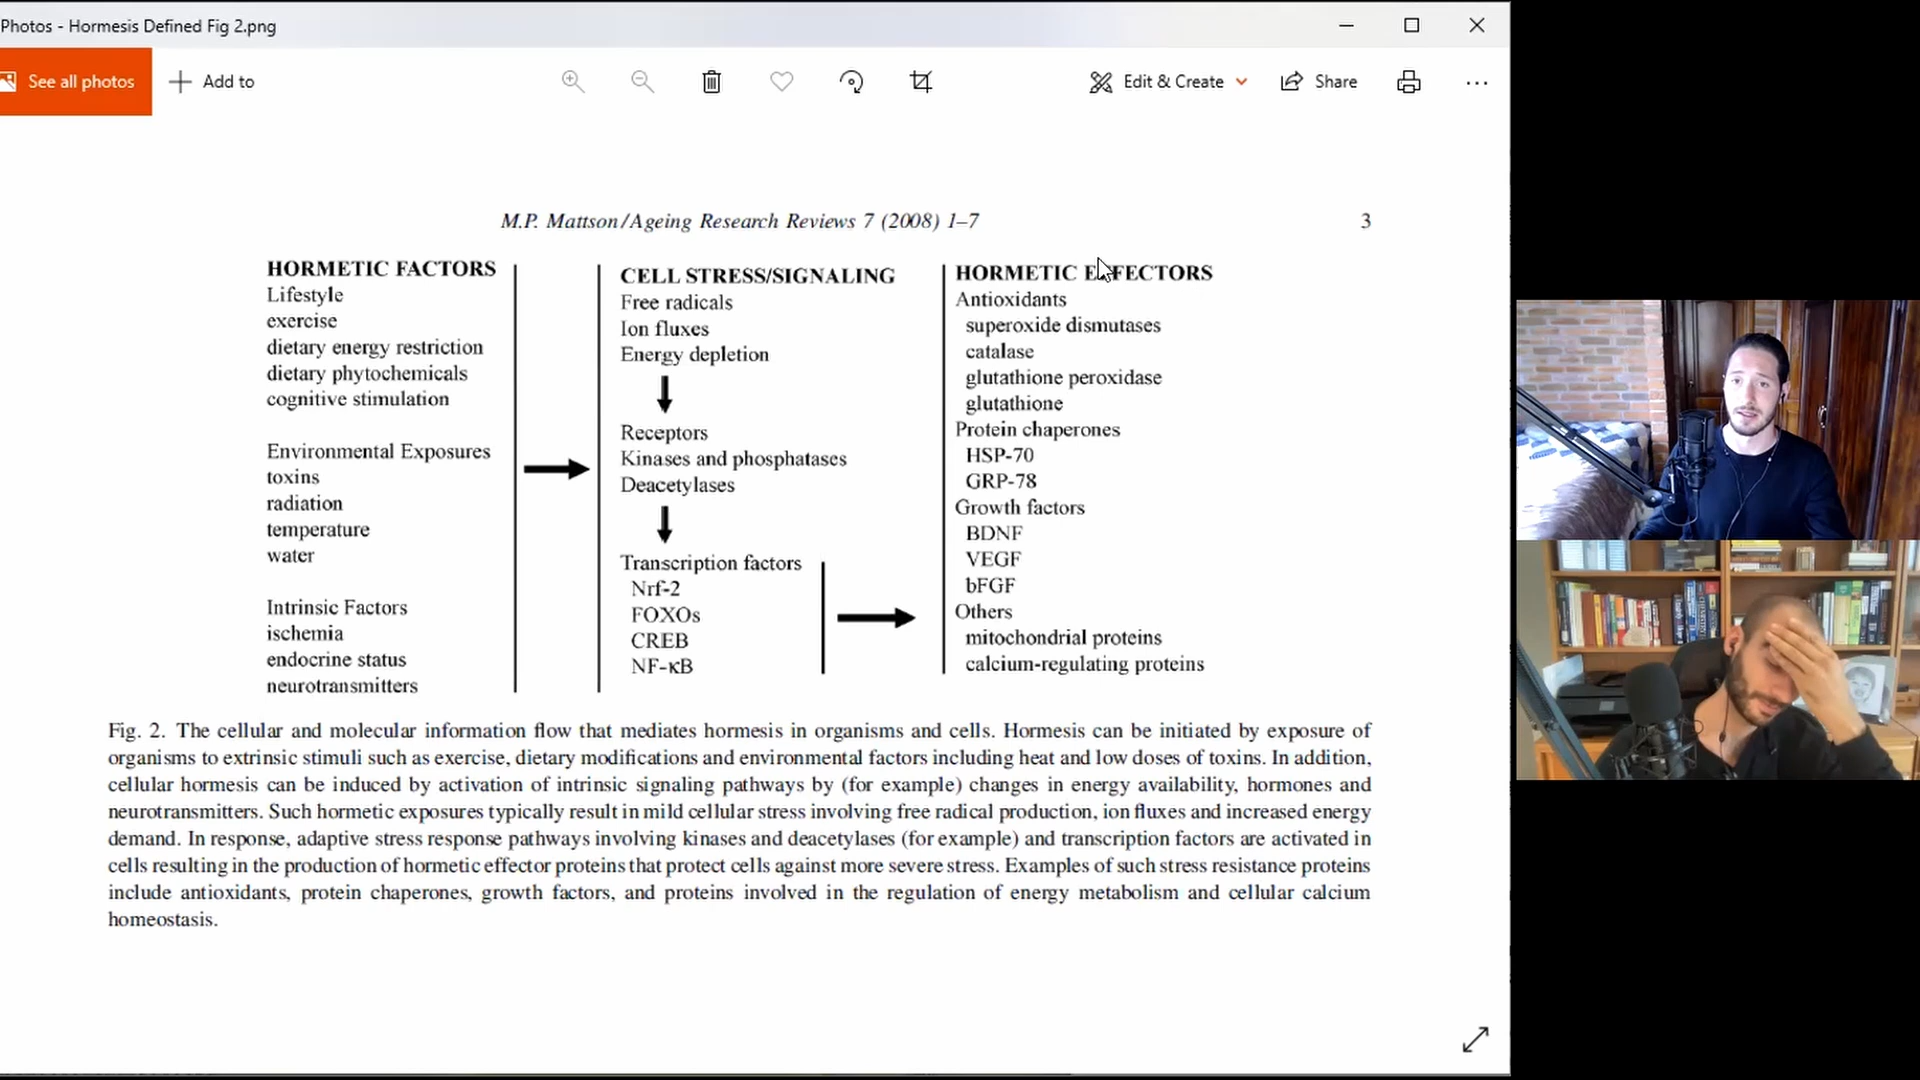 Photos - Hormesis Defined Fig 2.png
See all photos
Add to
Edit & Create
Share
M.P. Mattson/Ageing Research Reviews 7 (2008) 1–7
3
HORMETIC FACTORS
Lifestyle
exercise
dietary energy restriction
dietary phytochemicals
cognitive stimulation
Environmental Exposures
toxins
radiation
temperature
water
Intrinsic Factors
ischemia
endocrine status
neurotransmitters
CELL STRESS/SIGNALING
Free radicals
Ion fluxes
Energy depletion
Receptors
Kinases and phosphatases
Deacetylases
Transcription factors
Nrf-2
FOXOs
CREB
NF-κB
HORMETIC EFFECTORS
Antioxidants
superoxide dismutases
catalase
glutathione peroxidase
glutathione
Protein chaperones
HSP-70
GRP-78
Growth factors
BDNF
VEGF
bFGF
Others
mitochondrial proteins
calcium-regulating proteins
Fig. 2. The cellular and molecular information flow that mediates hormesis in organisms and cells. Hormesis can be initiated by exposure of
organisms to extrinsic stimuli such as exercise, dietary modifications and environmental factors including heat and low doses of toxins. In addition,
cellular hormesis can be induced by activation of intrinsic signaling pathways by (for example) changes in energy availability, hormones and
neurotransmitters. Such hormetic exposures typically result in mild cellular stress involving free radical production, ion fluxes and increased energy
demand. In response, adaptive stress response pathways involving kinases and deacetylases (for example) and transcription factors are activated in
cells resulting in the production of hormetic effector proteins that protect cells against more severe stress. Examples of such stress resistance proteins
include antioxidants, protein chaperones, growth factors, and proteins involved in the regulation of energy metabolism and cellular calcium
homeostasis.